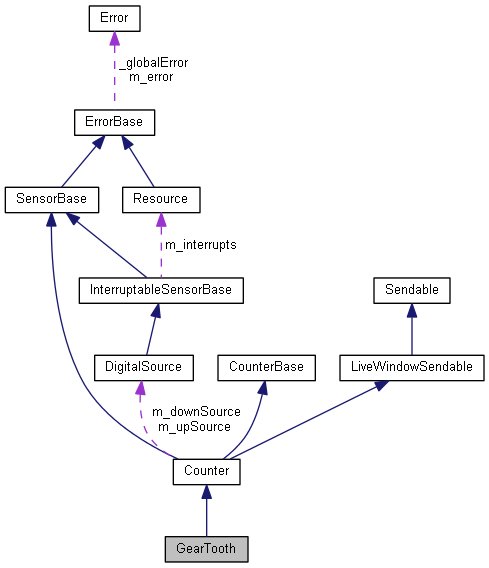 Error
_globalError
m_error
ErrorBase
SensorBase
Resource
m_interrupts
InterruptableSensorBase
Sendable
DigitalSource
CounterBase
LiveWindowSendable
m_downSource
m_upSource
Counter
GearTooth